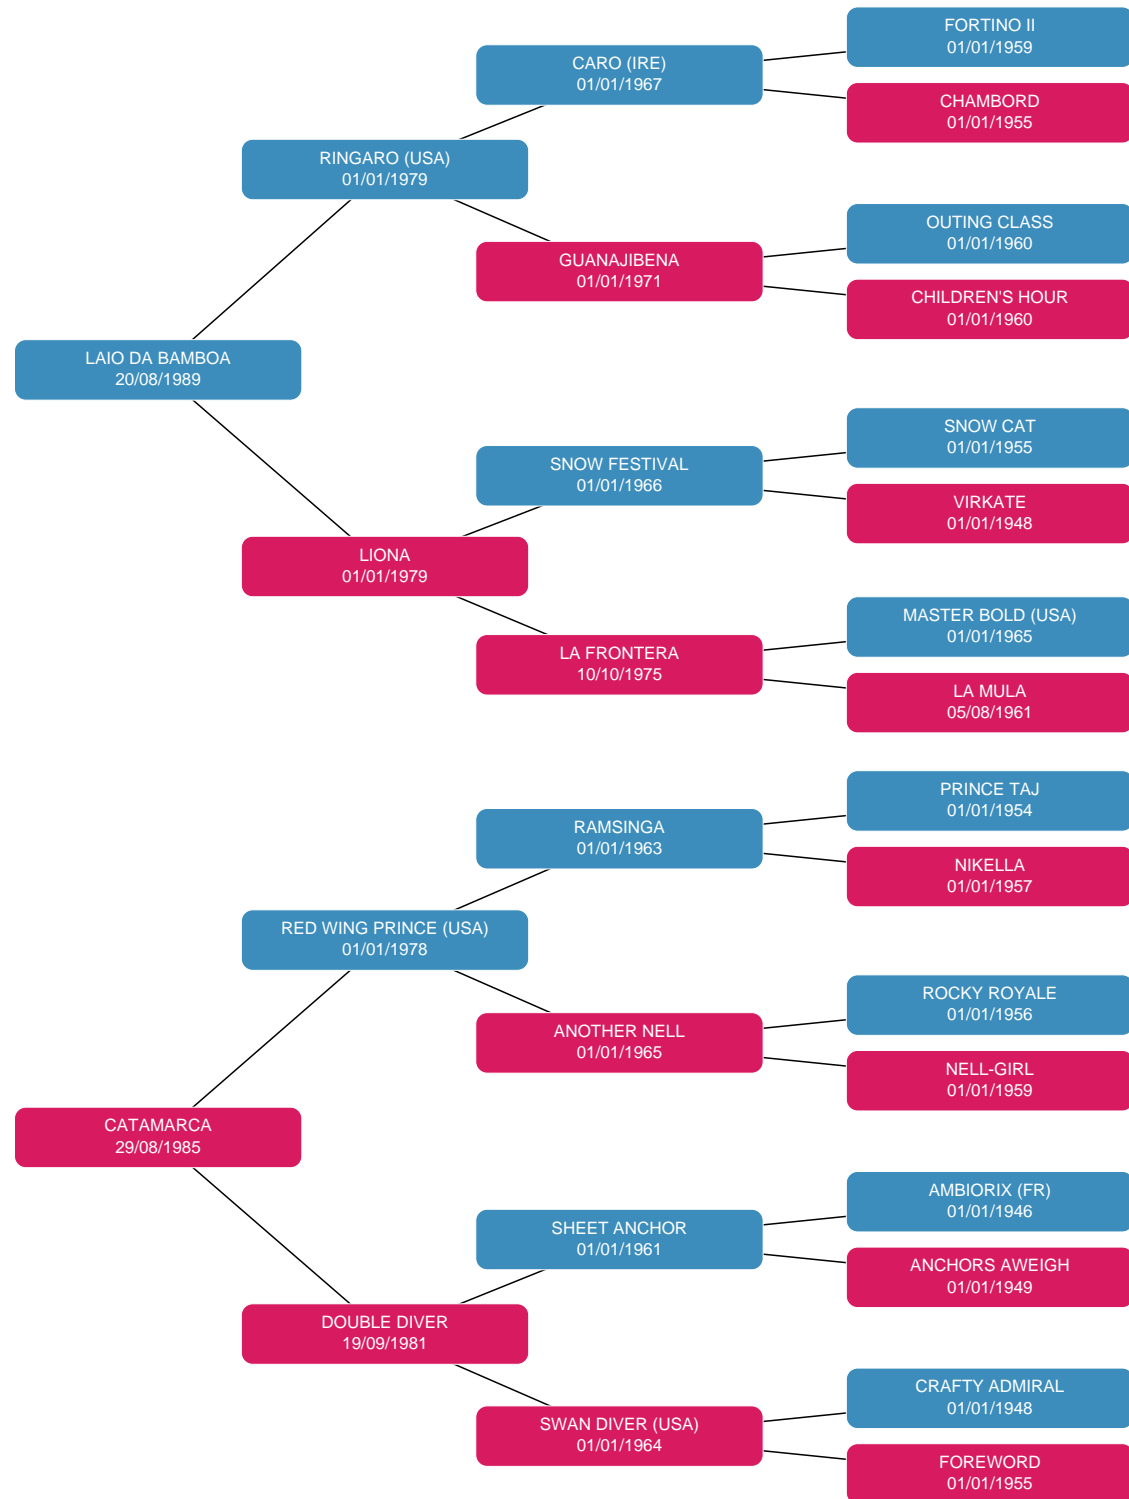 FORTINO II
01/01/1959
CARO (IRE)
01/01/1967
CHAMBORD
01/01/1955
RINGARO (USA)
01/01/1979
OUTING CLASS
01/01/1960
GUANAJIBENA
01/01/1971
CHILDREN'S HOUR
01/01/1960
LAIO DA BAMBOA
20/08/1989
SNOW CAT
01/01/1955
SNOW FESTIVAL
01/01/1966
VIRKATE
01/01/1948
LIONA
01/01/1979
MASTER BOLD (USA)
01/01/1965
LA FRONTERA
10/10/1975
LA MULA
05/08/1961
PRINCE TAJ
01/01/1954
RAMSINGA
01/01/1963
NIKELLA
01/01/1957
RED WING PRINCE (USA)
01/01/1978
ROCKY ROYALE
01/01/1956
ANOTHER NELL
01/01/1965
NELL-GIRL
01/01/1959
CATAMARCA
29/08/1985
AMBIORIX (FR)
01/01/1946
SHEET ANCHOR
01/01/1961
ANCHORS AWEIGH
01/01/1949
DOUBLE DIVER
19/09/1981
CRAFTY ADMIRAL
01/01/1948
SWAN DIVER (USA)
01/01/1964
FOREWORD
01/01/1955